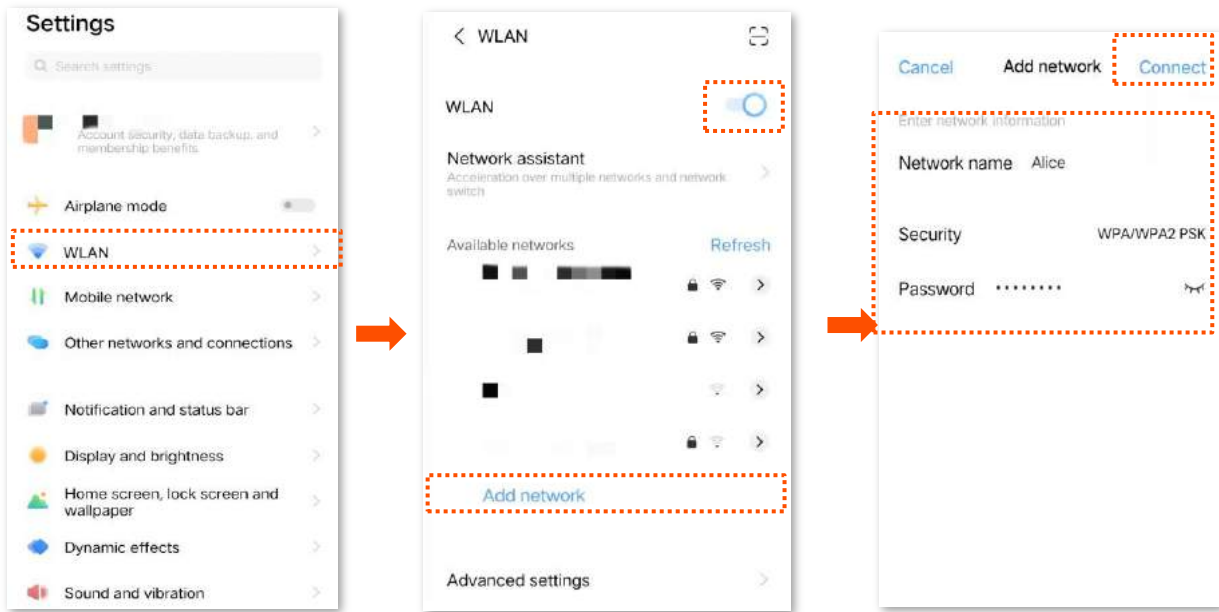 Settings
Search settings
Account security, data backup, and
membership benefits.
Airplane mode
WLAN
Mobile network
Other networks and connections
Notification and status bar
Display and brightness
Home screen, lock screen and
wallpaper
Dynamic effects
Sound and vibration
WLAN
WLAN
Network assistant
Acceleration over multiple networks and network
switch
Available networks
Refresh
Add network
Advanced settings
Cancel
Add network
Connect
Enter network information
Network name Alice
Security WPA/WPA2 PSK
Password ········